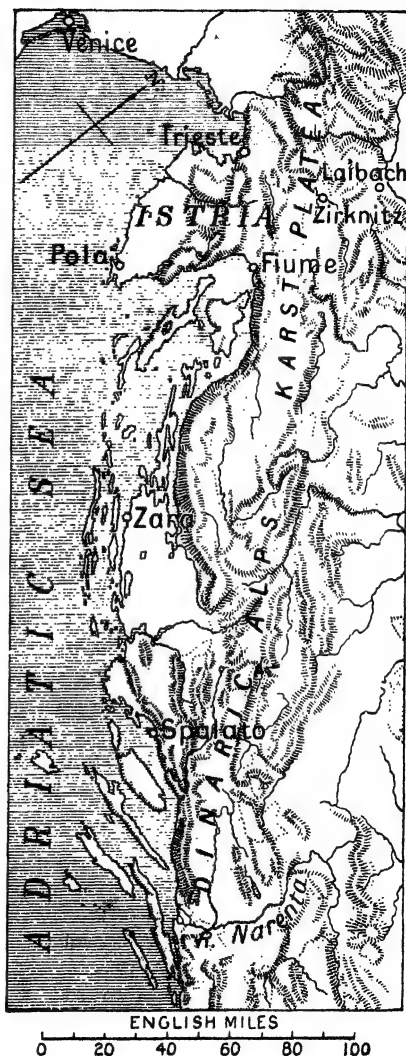 Venice
Trieste
Laibach
Zirknitz
ISTRIA
Pola
Fiume
KARST PLATEA
ADRIATIC SEA
Zara
DINARIC ALPS
Spalato
R. Narenta
ENGLISH MILES
0 20 40 60 80 100